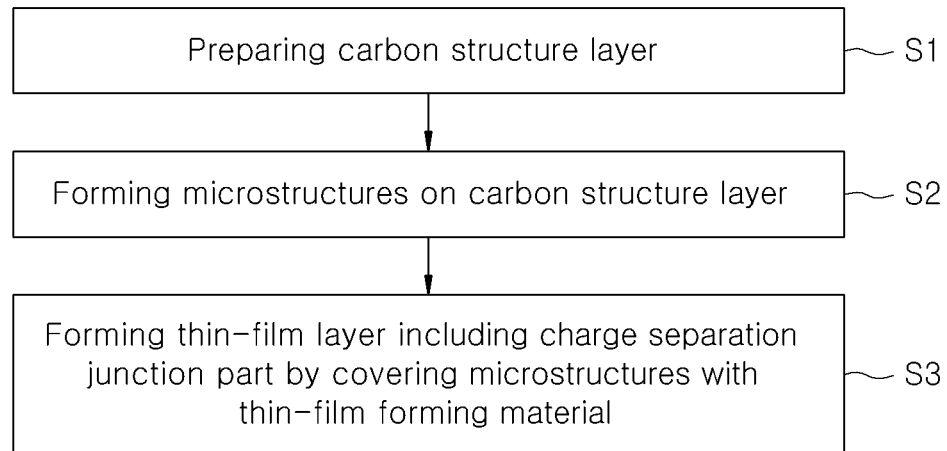 Preparing carbon structure layer
S1
Forming microstructures on carbon structure layer
S2
Forming thin-film layer including charge separation
junction part by covering microstructures with
thin-film forming material
S3